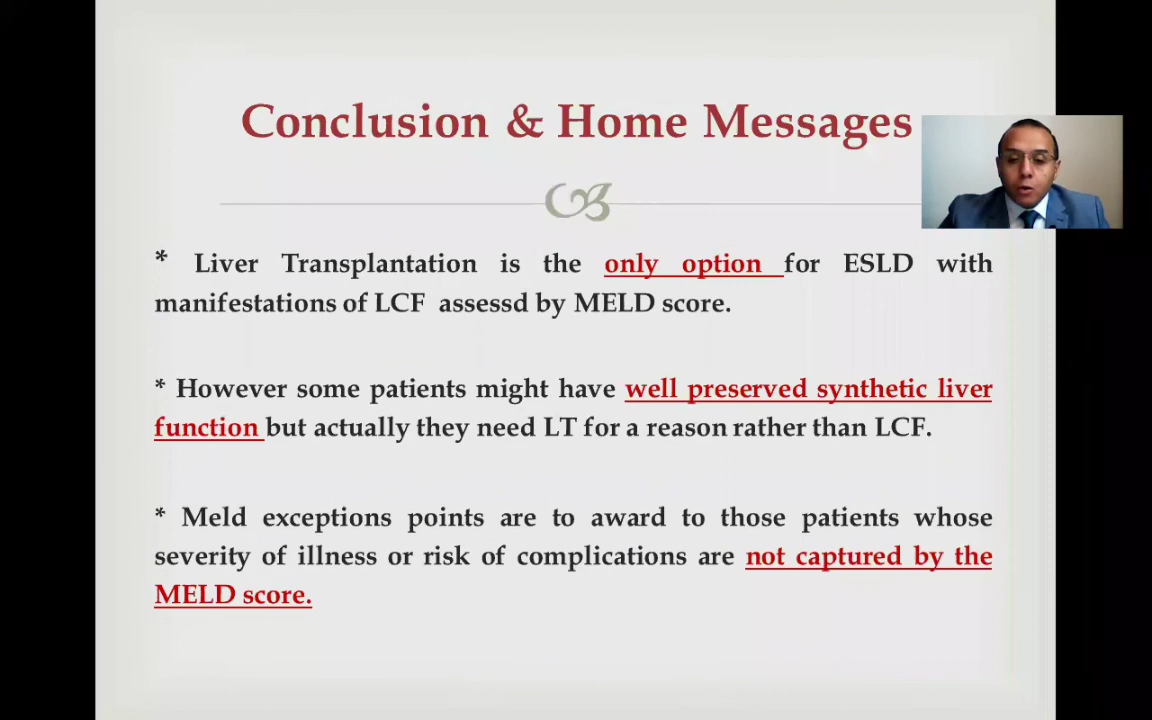 Conclusion & Home Messages
* Liver Transplantation is the only option for ESLD with
manifestations of LCF assessd by MELD score.
* However some patients might have well preserved synthetic liver
function but actually they need LT for a reason rather than LCF.
* Meld exceptions points are to award to those patients whose
severity of illness or risk of complications are not captured by the
MELD score.